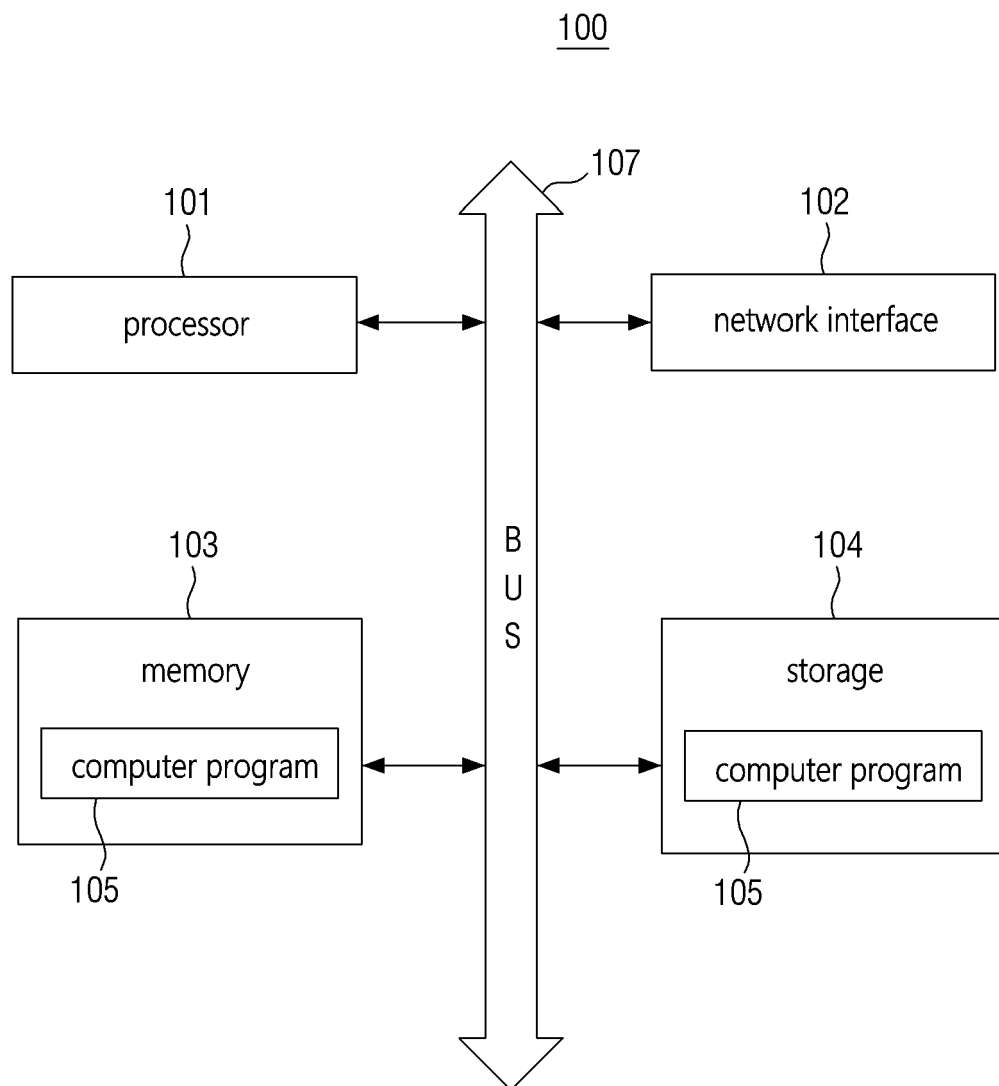 100
107
101
102
processor
network interface
B
U
S
103
104
memory
storage
computer program
computer program
105
105